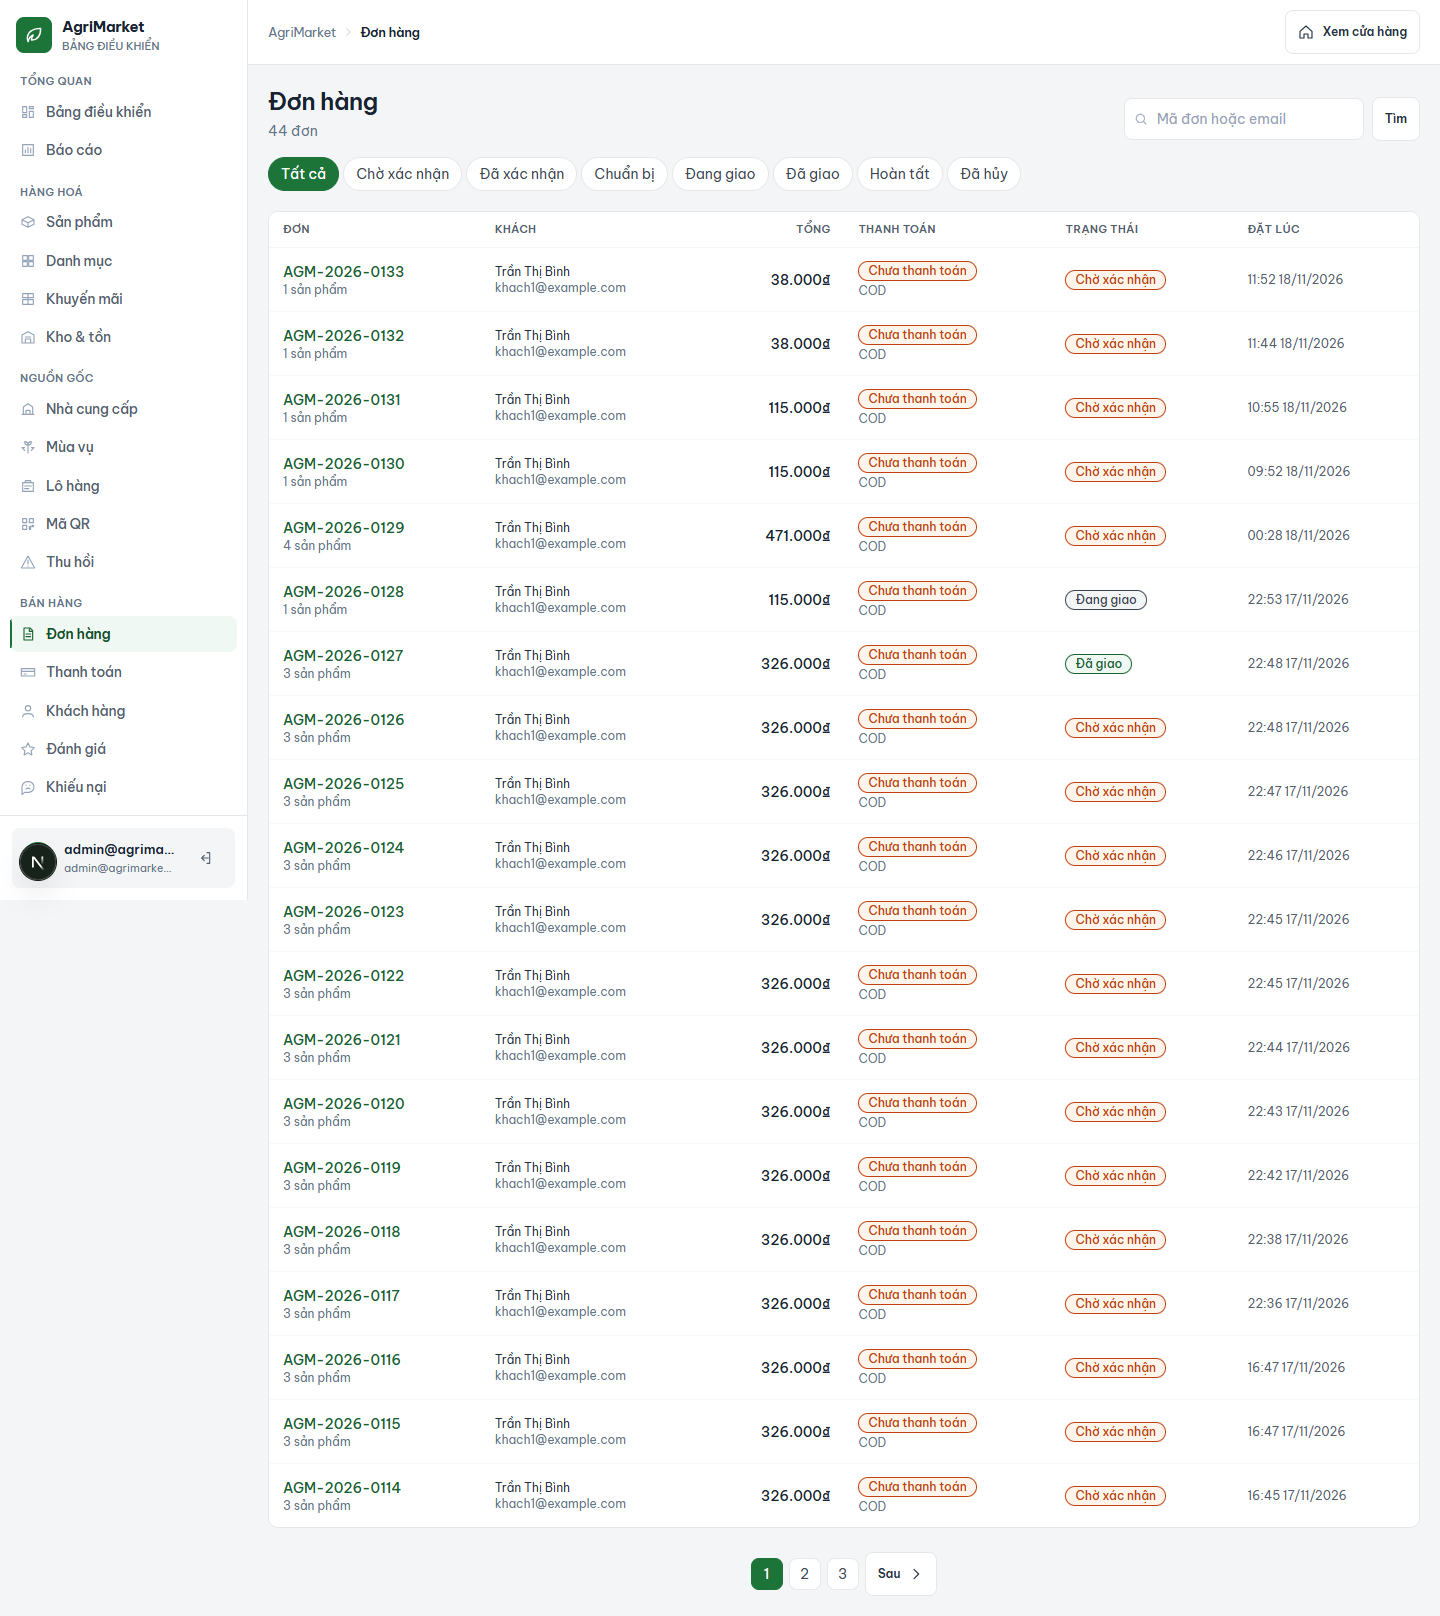 AgriMarket
BẢNG ĐIỀU KHIỂN
TỔNG QUAN
Bảng điều khiển
Báo cáo
HÀNG HOÁ
Sản phẩm
Danh mục
Khuyến mãi
Kho & tồn
NGUỒN GỐC
Nhà cung cấp
Mùa vụ
Lô hàng
Mã QR
Thu hồi
BÁN HÀNG
Đơn hàng
Thanh toán
Khách hàng
Đánh giá
Khiếu nại
N
admin@agrima...
admin@agrimarke...
AgriMarket > Đơn hàng
Xem cửa hàng
Đơn hàng
44 đơn
Mã đơn hoặc email
Tìm
Tất cả Chờ xác nhận Đã xác nhận Chuẩn bị Đang giao Đã giao Hoàn tất Đã hủy
ĐƠN KHÁCH TỔNG THANH TOÁN TRẠNG THÁI ĐẶT LÚC
AGM-2026-0133 Trần Thị Bình 38.000₫ Chưa thanh toán Chờ xác nhận 11:52 18/11/2026
1 sản phẩm khach1@example.com COD
AGM-2026-0132 Trần Thị Bình 38.000₫ Chưa thanh toán Chờ xác nhận 11:44 18/11/2026
1 sản phẩm khach1@example.com COD
AGM-2026-0131 Trần Thị Bình 115.000₫ Chưa thanh toán Chờ xác nhận 10:55 18/11/2026
1 sản phẩm khach1@example.com COD
AGM-2026-0130 Trần Thị Bình 115.000₫ Chưa thanh toán Chờ xác nhận 09:52 18/11/2026
1 sản phẩm khach1@example.com COD
AGM-2026-0129 Trần Thị Bình 471.000₫ Chưa thanh toán Chờ xác nhận 00:28 18/11/2026
4 sản phẩm khach1@example.com COD
AGM-2026-0128 Trần Thị Bình 115.000₫ Chưa thanh toán Đang giao 22:53 17/11/2026
1 sản phẩm khach1@example.com COD
AGM-2026-0127 Trần Thị Bình 326.000₫ Chưa thanh toán Đã giao 22:48 17/11/2026
3 sản phẩm khach1@example.com COD
AGM-2026-0126 Trần Thị Bình 326.000₫ Chưa thanh toán Chờ xác nhận 22:48 17/11/2026
3 sản phẩm khach1@example.com COD
AGM-2026-0125 Trần Thị Bình 326.000₫ Chưa thanh toán Chờ xác nhận 22:47 17/11/2026
3 sản phẩm khach1@example.com COD
AGM-2026-0124 Trần Thị Bình 326.000₫ Chưa thanh toán Chờ xác nhận 22:46 17/11/2026
3 sản phẩm khach1@example.com COD
AGM-2026-0123 Trần Thị Bình 326.000₫ Chưa thanh toán Chờ xác nhận 22:45 17/11/2026
3 sản phẩm khach1@example.com COD
AGM-2026-0122 Trần Thị Bình 326.000₫ Chưa thanh toán Chờ xác nhận 22:45 17/11/2026
3 sản phẩm khach1@example.com COD
AGM-2026-0121 Trần Thị Bình 326.000₫ Chưa thanh toán Chờ xác nhận 22:44 17/11/2026
3 sản phẩm khach1@example.com COD
AGM-2026-0120 Trần Thị Bình 326.000₫ Chưa thanh toán Chờ xác nhận 22:43 17/11/2026
3 sản phẩm khach1@example.com COD
AGM-2026-0119 Trần Thị Bình 326.000₫ Chưa thanh toán Chờ xác nhận 22:42 17/11/2026
3 sản phẩm khach1@example.com COD
AGM-2026-0118 Trần Thị Bình 326.000₫ Chưa thanh toán Chờ xác nhận 22:38 17/11/2026
3 sản phẩm khach1@example.com COD
AGM-2026-0117 Trần Thị Bình 326.000₫ Chưa thanh toán Chờ xác nhận 22:36 17/11/2026
3 sản phẩm khach1@example.com COD
AGM-2026-0116 Trần Thị Bình 326.000₫ Chưa thanh toán Chờ xác nhận 16:47 17/11/2026
3 sản phẩm khach1@example.com COD
AGM-2026-0115 Trần Thị Bình 326.000₫ Chưa thanh toán Chờ xác nhận 16:47 17/11/2026
3 sản phẩm khach1@example.com COD
AGM-2026-0114 Trần Thị Bình 326.000₫ Chưa thanh toán Chờ xác nhận 16:45 17/11/2026
3 sản phẩm khach1@example.com COD
1 2 3 Sau